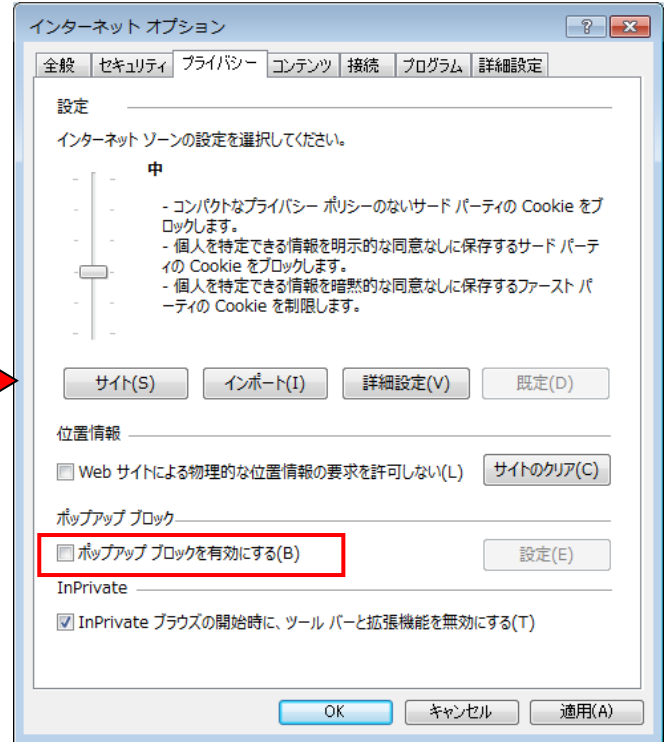 インターネット オプション
全般 セキュリティ プライバシー コンテンツ 接続 プログラム 詳細設定
設定
インターネット ゾーンの設定を選択してください。
中
- コンパクトなプライバシー ポリシーのないサード パーティの Cookie をブ
ロックします。
- 個人を特定できる情報を明示的な同意なしに保存するサード パーテ
ィの Cookie をブロックします。
- 個人を特定できる情報を暗黙的な同意なしに保存するファースト パ
ーティの Cookie を制限します。
サイト(S) インポート(I) 詳細設定(V) 既定(D)
位置情報
Web サイトによる物理的な位置情報の要求を許可しない(L) サイトのクリア(C)
ポップアップ ブロック
ポップアップ ブロックを有効にする(B) 設定(E)
InPrivate
InPrivate ブラウズの開始時に、ツール バーと拡張機能を無効にする(T)
OK キャンセル 適用(A)